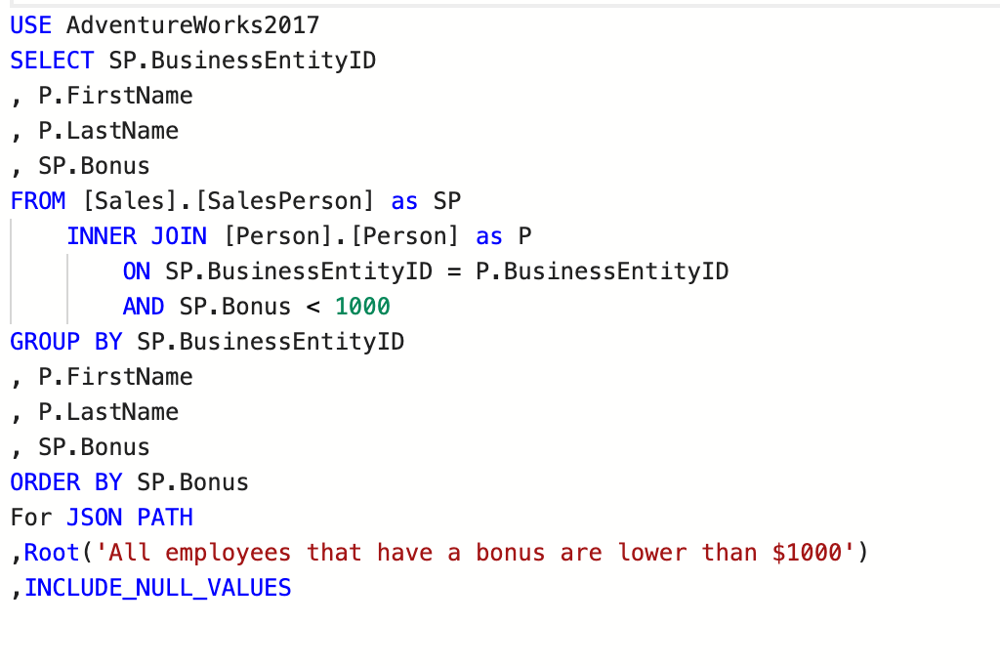 USE AdventureWorks2017
SELECT SP.BusinessEntityID
, P.FirstName
, P.LastName
, SP.Bonus
FROM [Sales].[SalesPerson] as SP
INNER JOIN [Person].[Person] as P
ON SP.BusinessEntityID = P.BusinessEntityID
AND SP.Bonus < 1000
GROUP BY SP.BusinessEntityID
, P.FirstName
, P.LastName
, SP.Bonus
ORDER BY SP.Bonus
For JSON PATH
,Root('All employees that have a bonus are lower than $1000')
,INCLUDE_NULL_VALUES